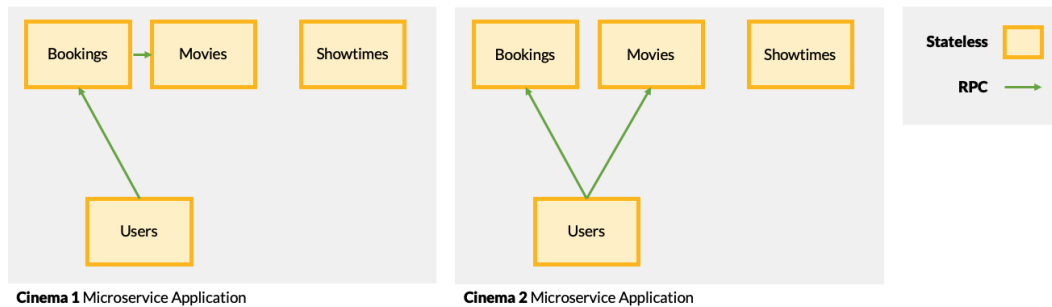 Bookings
Movies
Showtimes
Users
Cinema 1 Microservice Application
Bookings
Movies
Showtimes
Users
Cinema 2 Microservice Application
Stateless
RPC